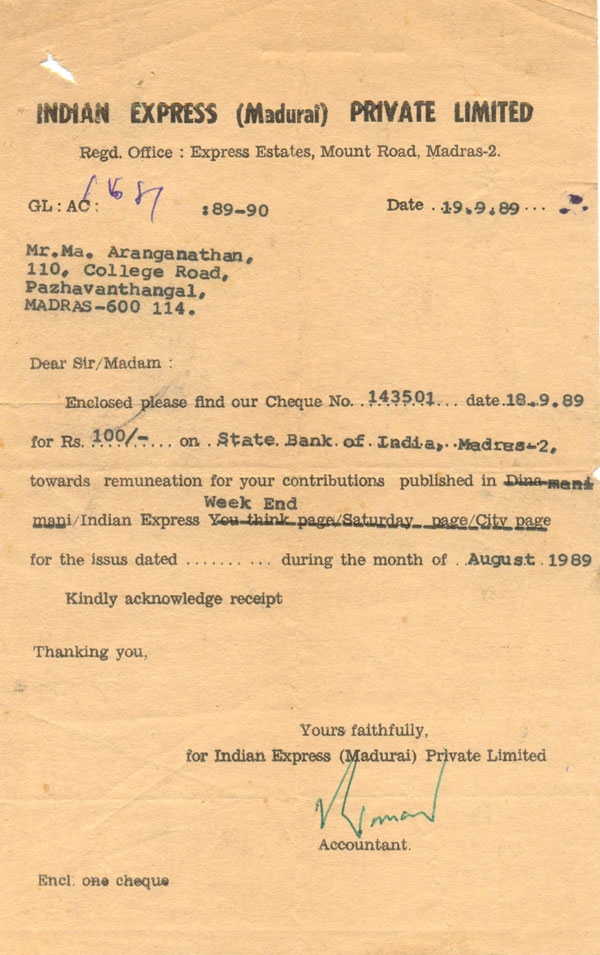 INDIAN EXPRESS (Madurai) PRIVATE LIMITED
Regd. Office : Express Estates, Mount Road, Madras-2.
GL: AC: :89-90 Date ..19.9.89...
Mr.Ma. Aranganathan,
110, College Road,
Pazhavanthangal,
MADRAS-600 114.
Dear Sir/Madam :
Enclosed please find our Cheque No. .143501... date.18.9.89
for Rs. 100/-.... on ..State Bank of India,..Madras-2,
towards remuneation for your contributions published in Dina mani
Week End
mani/Indian Express You think page/Saturday page/City page
for the issus dated .......... during the month of ..August 1989
Kindly acknowledge receipt
Thanking you,
Yours faithfully,
for Indian Express (Madurai) Private Limited
Accountant.
Encl. one cheque